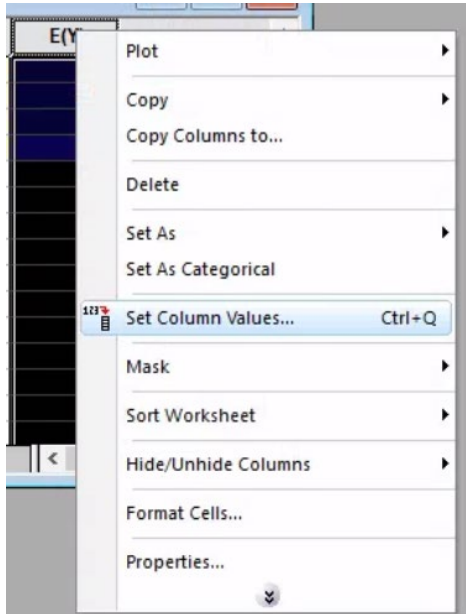 E(Y)
Plot
Copy
Copy Columns to...
Delete
Set As
Set As Categorical
123
Set Column Values... Ctrl+Q
Mask
Sort Worksheet
Hide/Unhide Columns
Format Cells...
Properties...